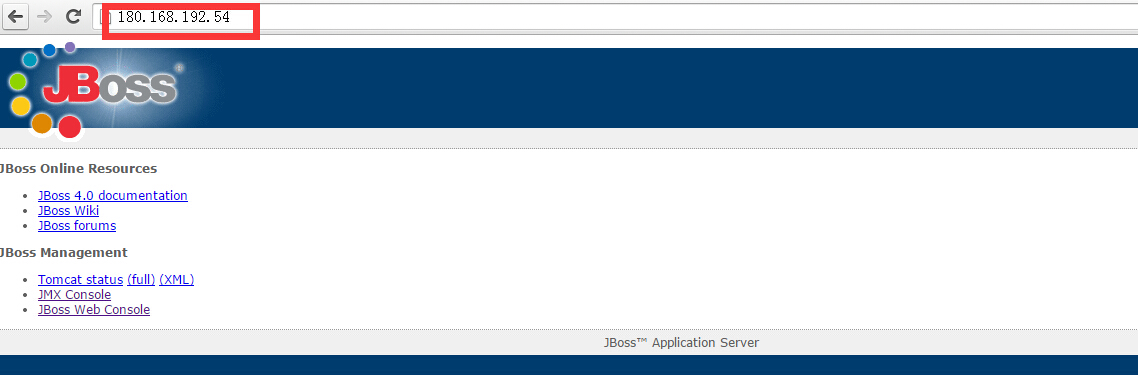 180.168.192.54
JBoss
JBoss Online Resources
JBoss 4.0 documentation
JBoss Wiki
JBoss forums
JBoss Management
Tomcat status (full) (XML)
JMX Console
JBoss Web Console
JBoss™ Application Server